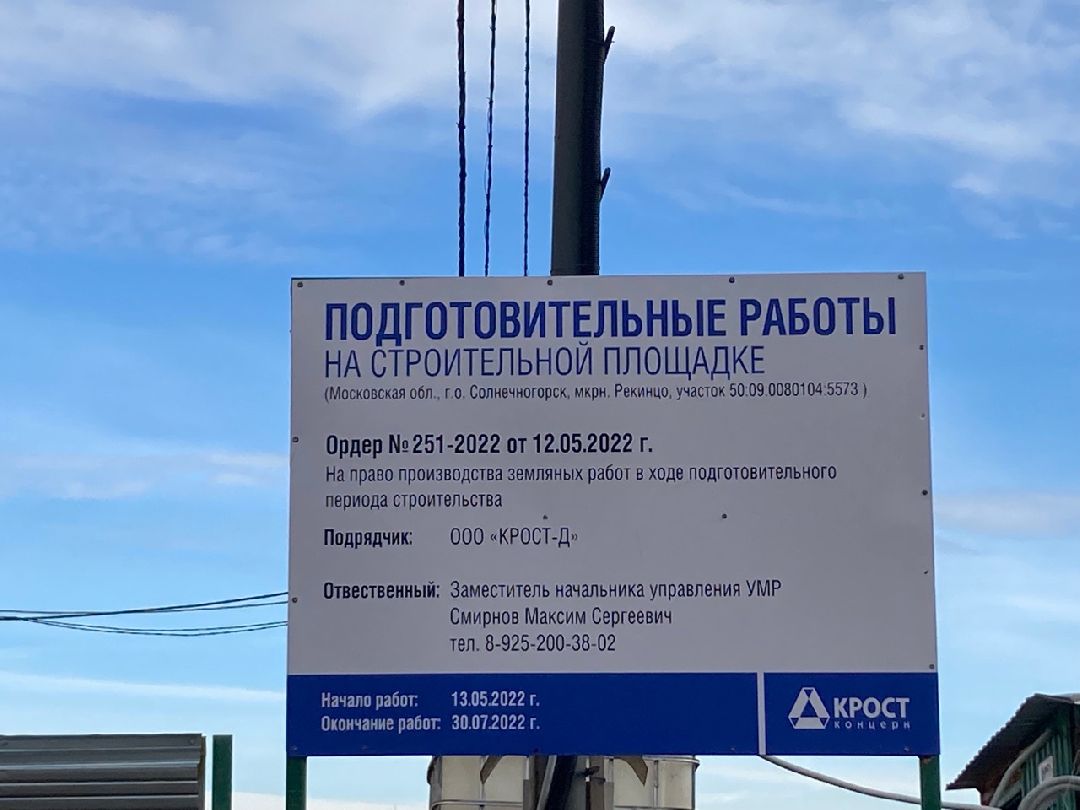 ПОДГОТОВИТЕЛЬНЫЕ РАБОТЫ
НА СТРОИТЕЛЬНОЙ ПЛОЩАДКЕ
(Московская обл., г.о. Солнечногорск, мкрн. Рекинцо, участок 50:09:0080104:5573 )
Ордер № 251-2022 от 12.05.2022 г.
На право производства земляных работ в ходе подготовительного
периода строительства
Подрядчик: ООО «КРОСТ-Д»
Отвественный: Заместитель начальника управления УМР
Смирнов Максим Сергеевич
тел. 8-925-200-38-02
Начало работ: 13.05.2022 г.
Окончание работ: 30.07.2022 г.
КРОСТ
КОНЦЕРН